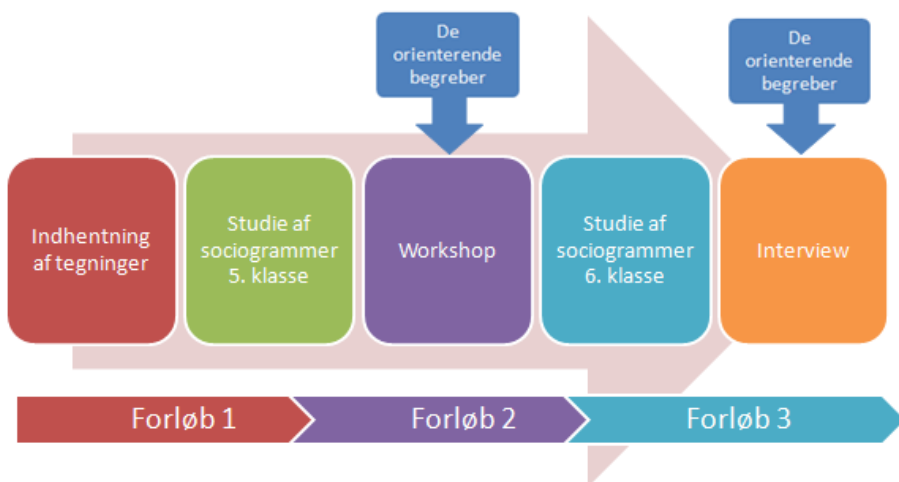 De
orienterende
begreber
De
orienterende
begreber
Indhentning
af tegninger
Studie af
sociogrammer
5. klasse
Workshop
Studie af
sociogrammer
6. klasse
Interview
Forløb 1
Forløb 2
Forløb 3